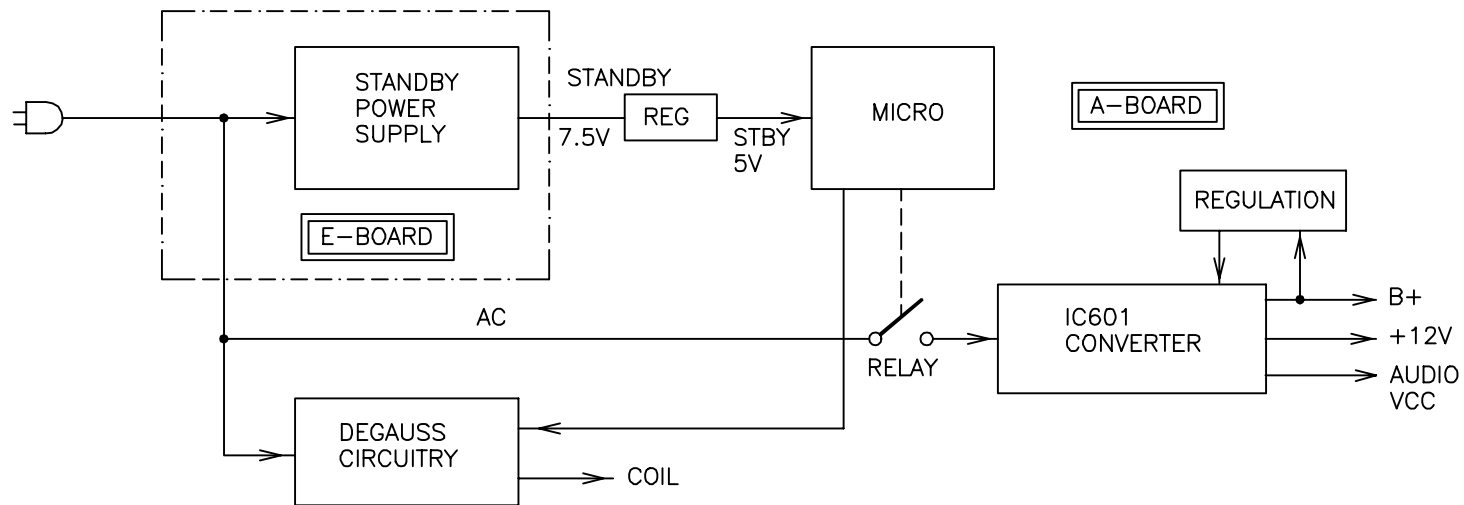 STANDBY
POWER
SUPPLY
E-BOARD
STANDBY
7.5V
REG
STBY
5V
MICRO
A-BOARD
REGULATION
AC
RELAY
IC601
CONVERTER
B+
+12V
AUDIO
VCC
DEGAUSS
CIRCUITRY
COIL